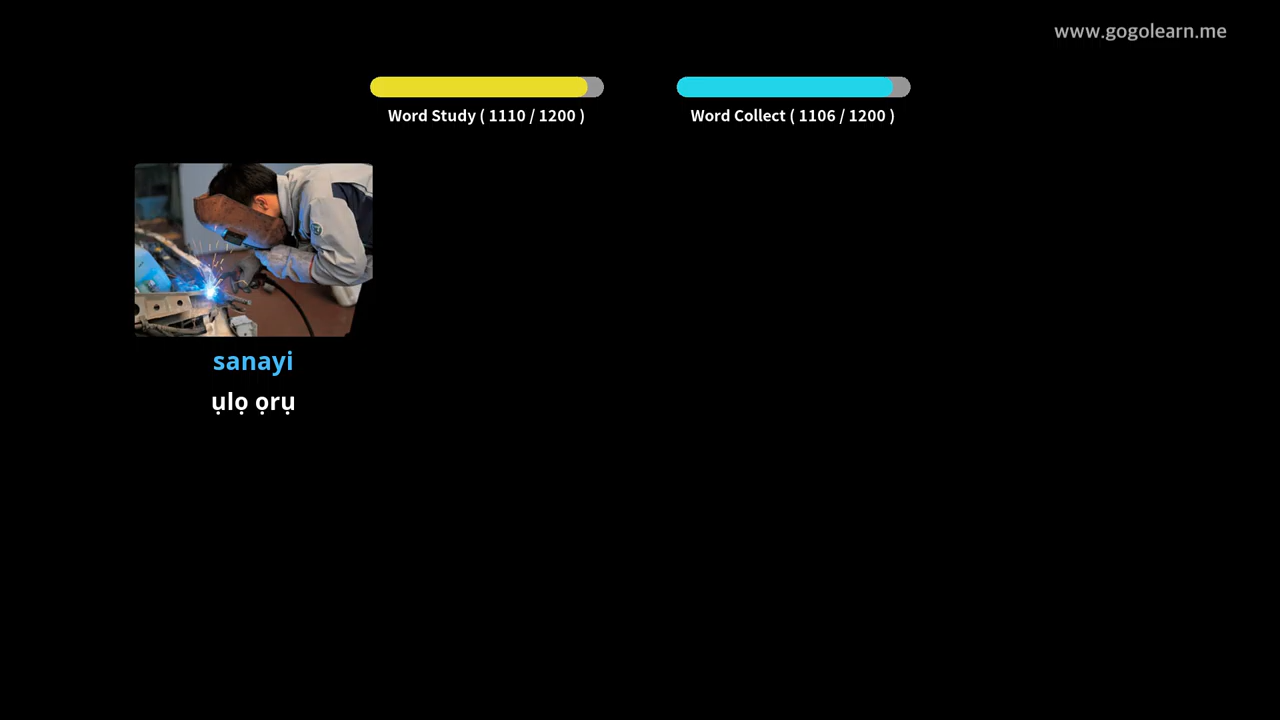 www.gogolearn.me
Word Study ( 1110 / 1200 )
Word Collect ( 1106 / 1200 )
sanayi
ụlọ ọrụ